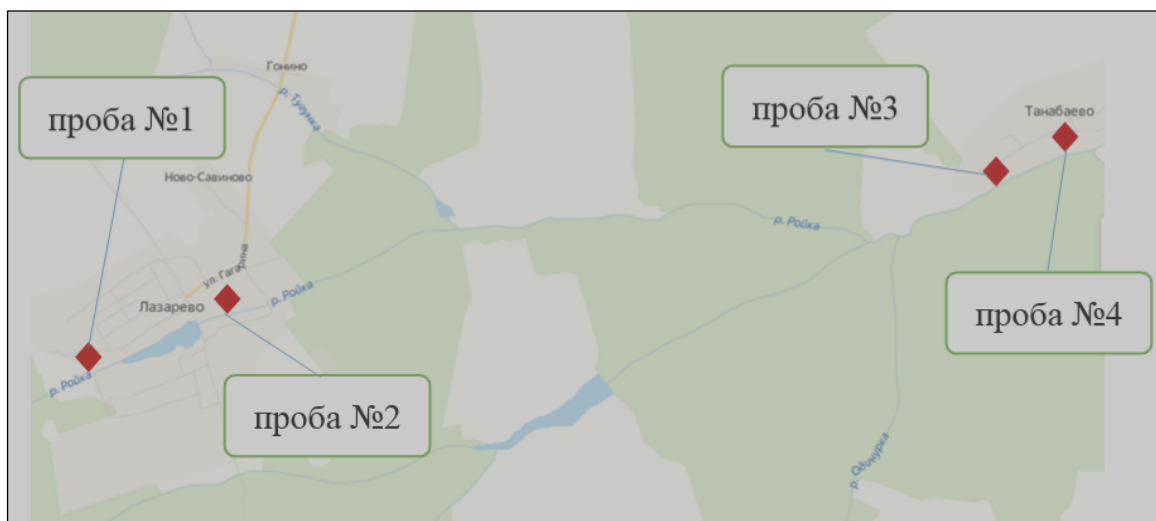 Гонино
проба №3
проба №1
р. Тугунка
Танабаево
Ново-Савиново
р. Ройка
ул. Гагарина
р. Ройка
Лазарево
проба №4
р. Ройка
проба №2
р. Одинурка